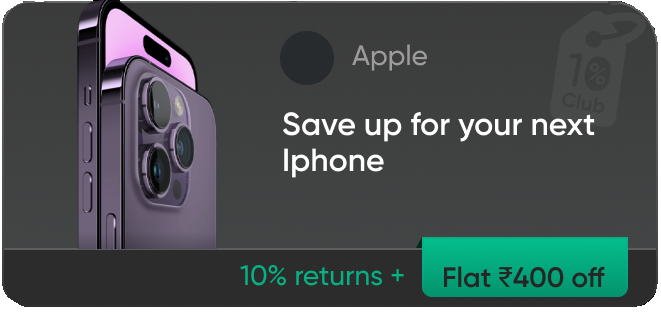 Apple
10%
Club
Save up for your next
Iphone
10% returns +
Flat ₹400 off